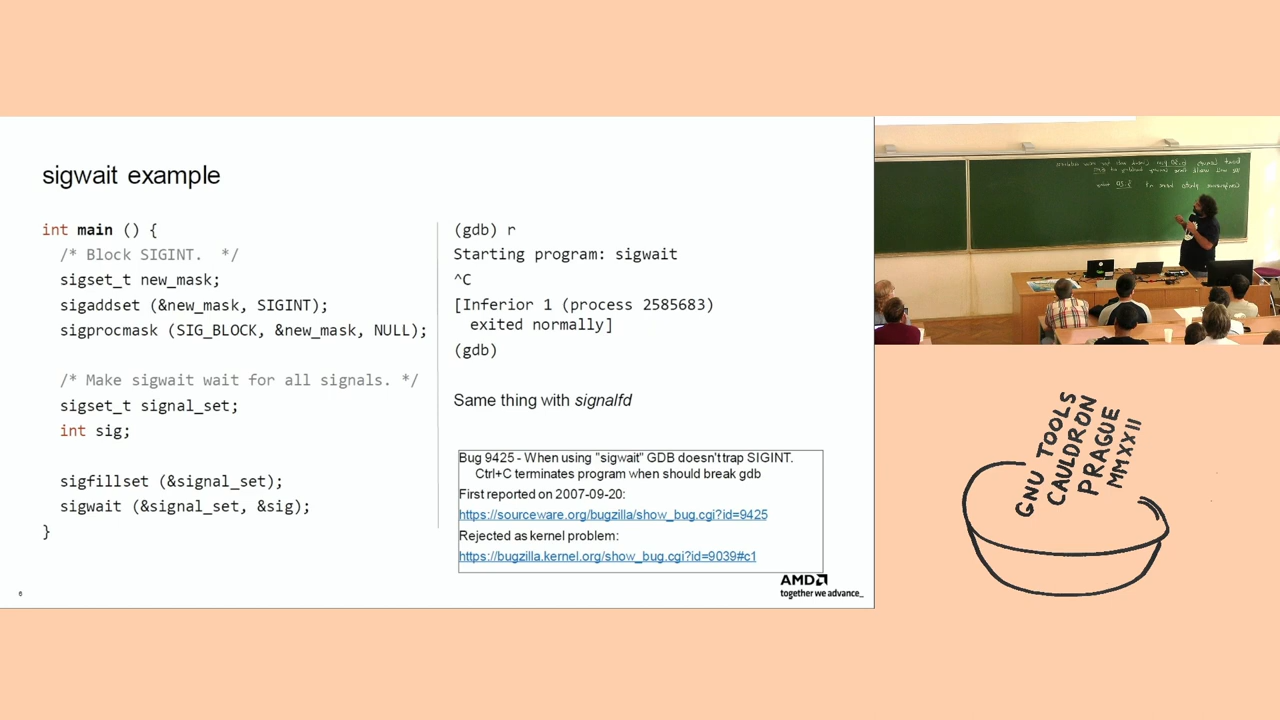 sigwait example
int main () {
/* Block SIGINT.  */
sigset_t new_mask;
sigaddset (&new_mask, SIGINT);
sigprocmask (SIG_BLOCK, &new_mask, NULL);
/* Make sigwait wait for all signals. */
sigset_t signal_set;
int sig;
sigfillset (&signal_set);
sigwait (&signal_set, &sig);
}
(gdb) r
Starting program: sigwait
^C
[Inferior 1 (process 2585683)
exited normally]
(gdb)
Same thing with signalfd
Bug 9425 - When using "sigwait" GDB doesn't trap SIGINT.
Ctrl+C terminates program when should break gdb
First reported on 2007-09-20:
https://sourceware.org/bugzilla/show_bug.cgi?id=9425
Rejected as kernel problem:
https://bugzilla.kernel.org/show_bug.cgi?id=9039#c1
AMD
together we advance_
6
GNU TOOLS
CAULDRON
PRAGUE
MMXXII